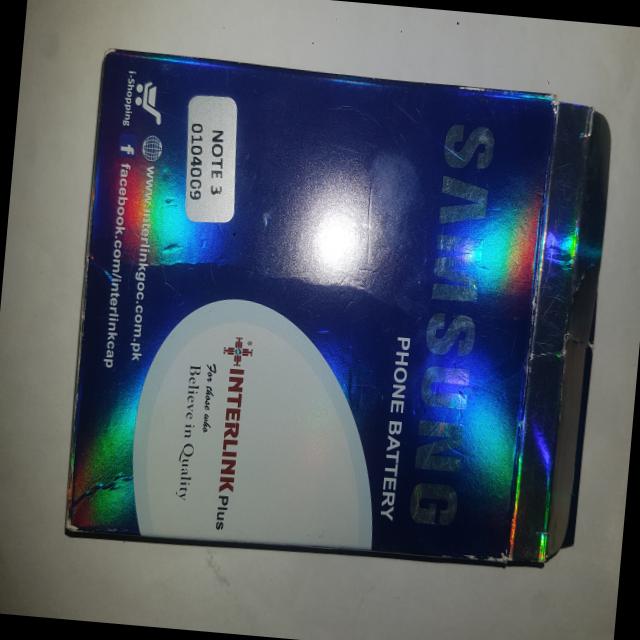 SAMSUNG
PHONE BATTERY
NOTE 3
0104009
INTERLINK Plus
For those who
Believe in Quality
www.interlinkgoc.com.pk
facebook.com/interlinkcap
i-Shopping